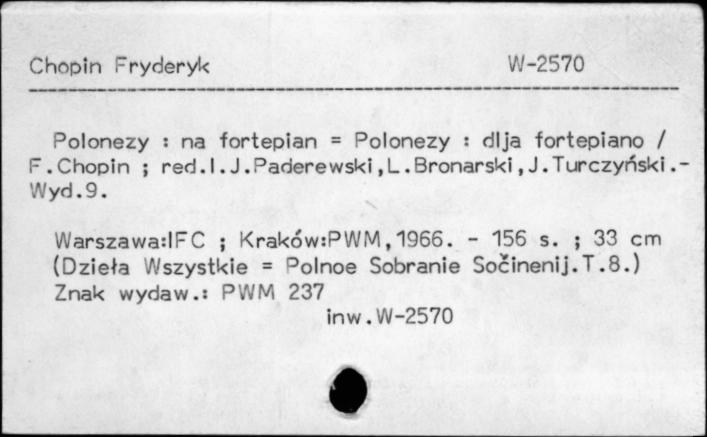 Chopin Fryderyk W-2570
Polonezy : na fortepian = Polonezy : dlja fortepiano /
F.Chopin ; red.I.J.Paderewski,L.Bronarski,J.Turczyński.-
Wyd.9.
Warszawa:IFC ; Kraków:PWM,1966. - 156 s. ; 33 cm
(Dzieła Wszystkie = Polnoe Sobranie Sočinenij.T.8.)
Znak wydaw.: PWM 237
inw.W-2570